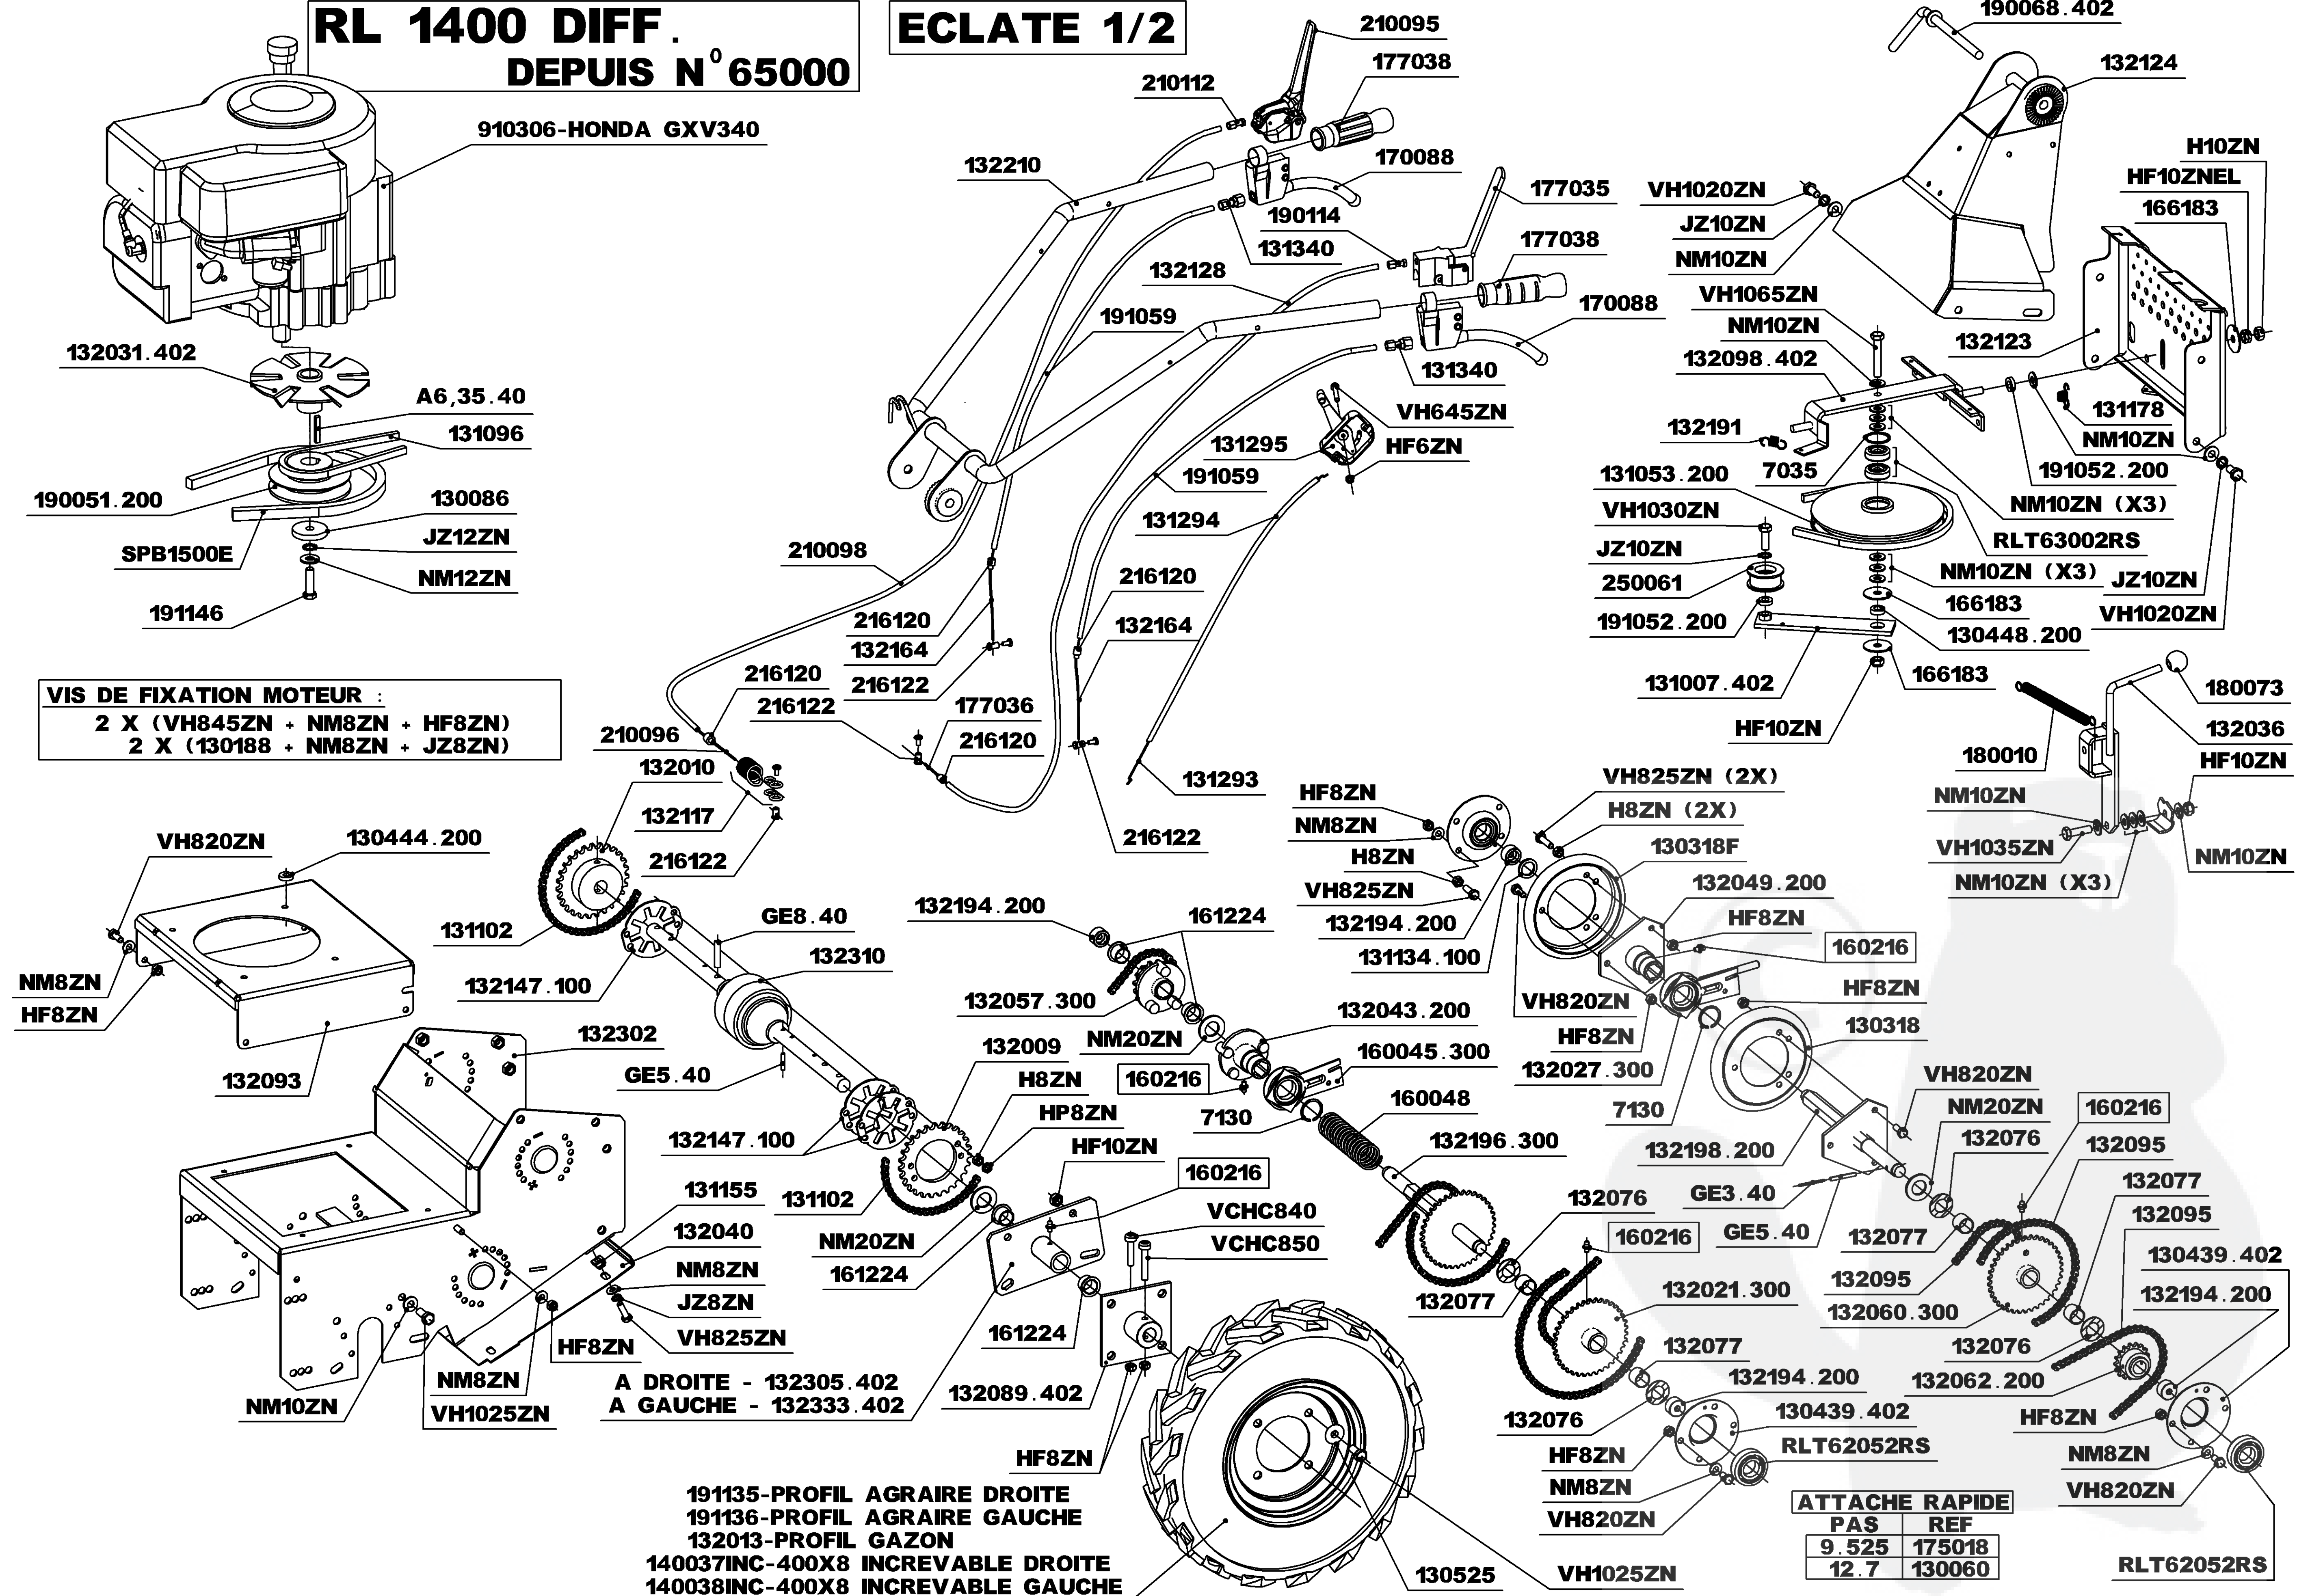 RL 1400 DIFF.
DEPUIS N° 65000
ECLATE 1/2
910306-HONDA GXV340
132031.402
A6,35.40
131096
190051.200
130086
JZ12ZN
SPB1500E
NM12ZN
191146
VIS DE FIXATION MOTEUR :
2 X (VH845ZN + NM8ZN + HF8ZN)
2 X (130188 + NM8ZN + JZ8ZN)
210095
177038
210112
132210
170088
177035
190114
131340
177038
132128
191059
170088
131340
VH645ZN
131295
HF6ZN
191059
131294
210098
216120
216120
132164
132164
216122
216120
216122
177036
210096
216120
132010
132117
131293
216122
216122
190068.402
132124
H10ZN
HF10ZNEL
166183
VH1020ZN
JZ10ZN
NM10ZN
VH1065ZN
NM10ZN
132098.402
132123
132191
131178
NM10ZN
7035
191052.200
131053.200
NM10ZN (X3)
VH1030ZN
RLT63002RS
JZ10ZN
NM10ZN (X3)
JZ10ZN
250061
166183
VH1020ZN
191052.200
130448.200
131007.402
166183
HF10ZN
180073
132036
180010
HF10ZN
NM10ZN
VH1035ZN
NM10ZN
NM10ZN (X3)
VH820ZN
130444.200
NM8ZN
HF8ZN
132093
131102
132147.100
GE8.40
132310
132302
GE5.40
132009
H8ZN
HP8ZN
132147.100
131102
HF10ZN
160216
131155
132040
NM8ZN
JZ8ZN
VH825ZN
HF8ZN
NM8ZN
VH1025ZN
NM10ZN
NM20ZN
161224
VCHC840
VCHC850
161224
A DROITE - 132305.402
A GAUCHE - 132333.402
132089.402
HF8ZN
132194.200
161224
132057.300
NM20ZN
132043.200
160045.300
160216
7130
160048
132196.300
132076
160216
132077
132021.300
132077
132194.200
132076
130439.402
HF8ZN
RLT62052RS
NM8ZN
VH820ZN
HF8ZN
NM8ZN
H8ZN
VH825ZN
132194.200
131134.100
VH825ZN (2X)
H8ZN (2X)
130318F
132049.200
HF8ZN
160216
VH820ZN
HF8ZN
HF8ZN
132027.300
130318
7130
VH820ZN
NM20ZN
160216
132076
132095
132198.200
GE3.40
GE5.40
132077
132077
132095
132095
130439.402
132060.300
132194.200
132076
132062.200
HF8ZN
NM8ZN
VH820ZN
RLT62052RS
191135-PROFIL AGRAIRE DROITE
191136-PROFIL AGRAIRE GAUCHE
132013-PROFIL GAZON
140037INC-400X8 INCREVABLE DROITE
140038INC-400X8 INCREVABLE GAUCHE
130525
VH1025ZN
ATTACHE RAPIDE
PAS REF
9.525 175018
12.7 130060